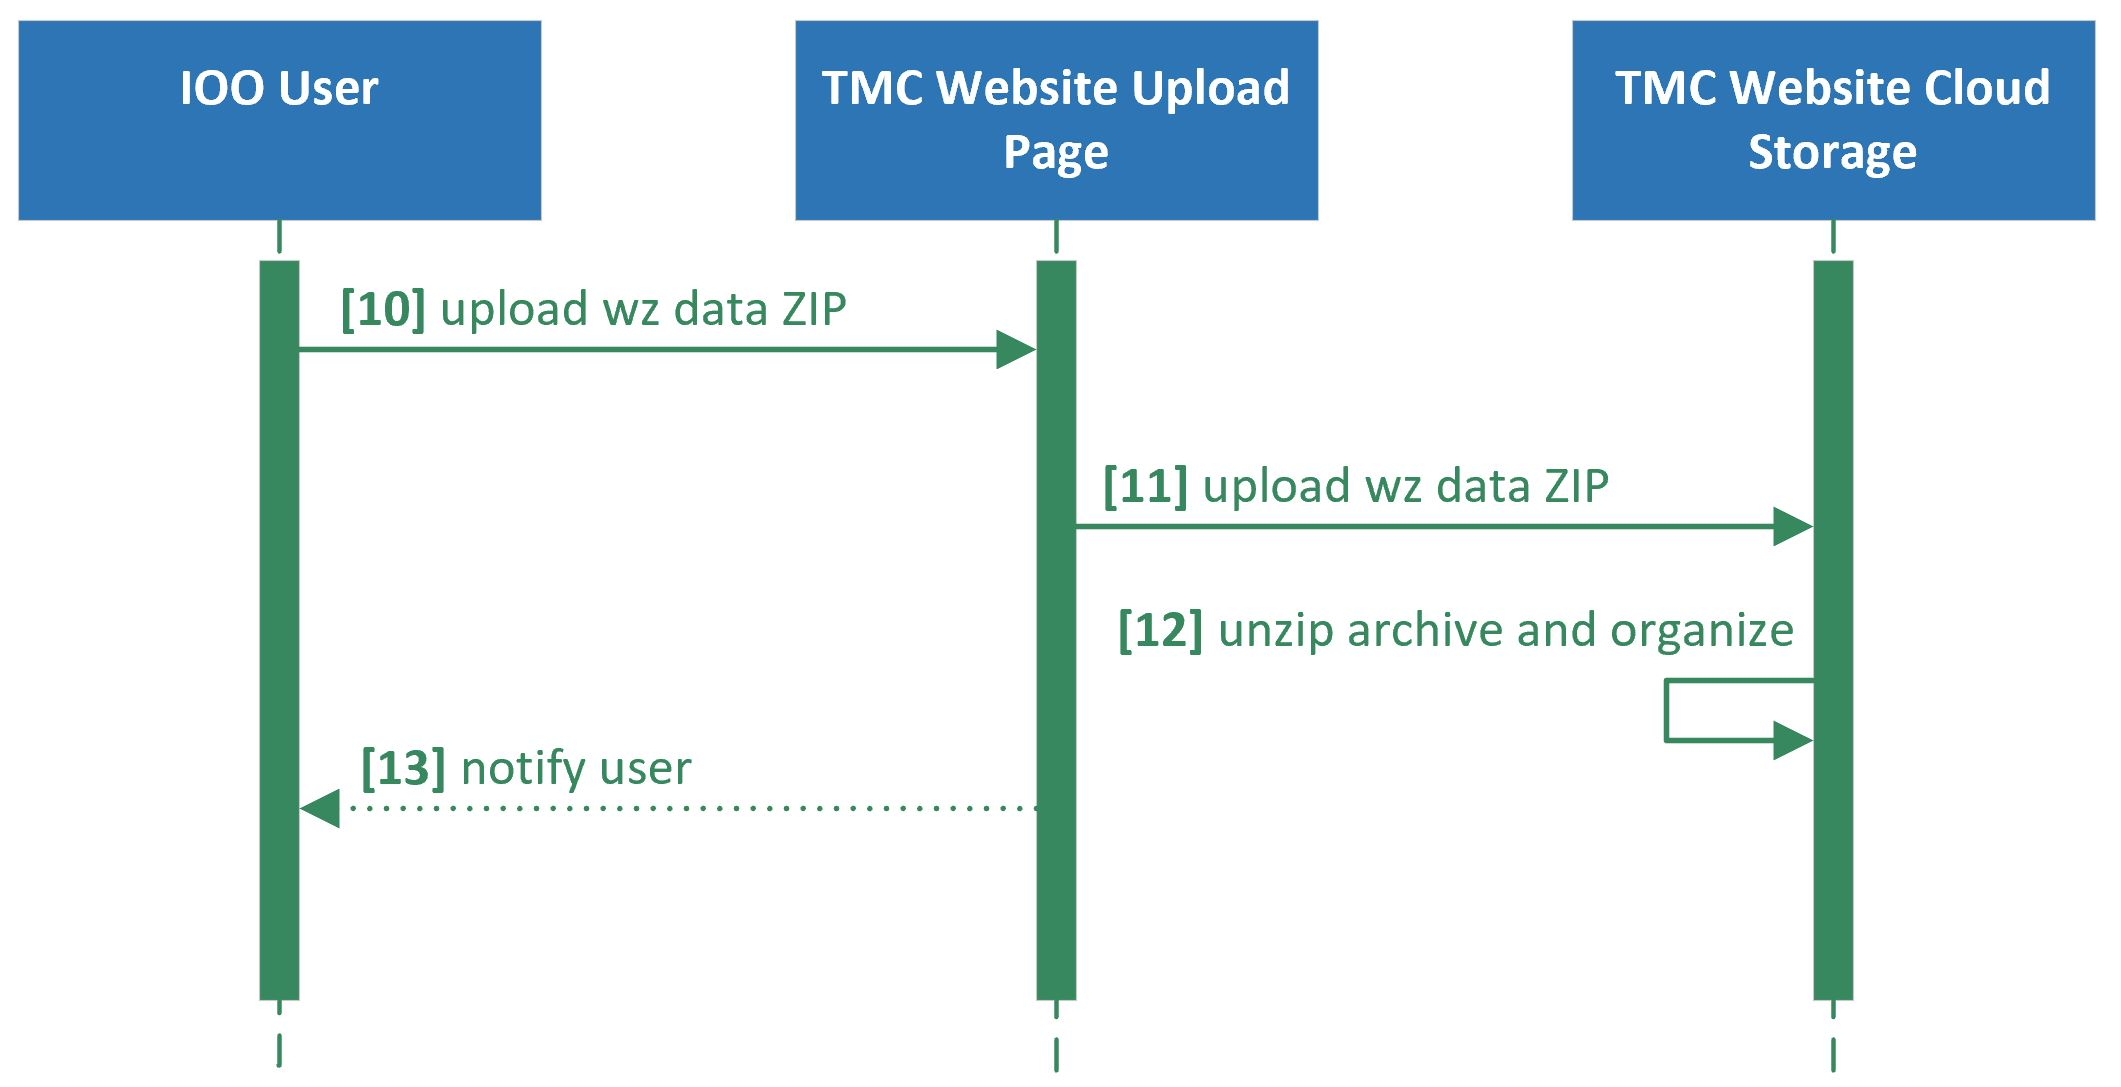 IOO User
TMC Website Upload
Page
TMC Website Cloud
Storage
[10] upload wz data ZIP
[11] upload wz data ZIP
[12] unzip archive and organize
[13] notify user